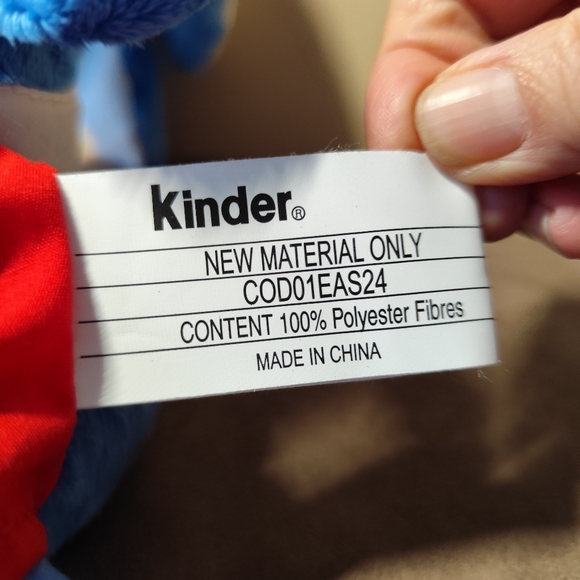 kinder®
NEW MATERIAL ONLY
COD01EAS24
CONTENT 100% Polyester Fibres
MADE IN CHINA